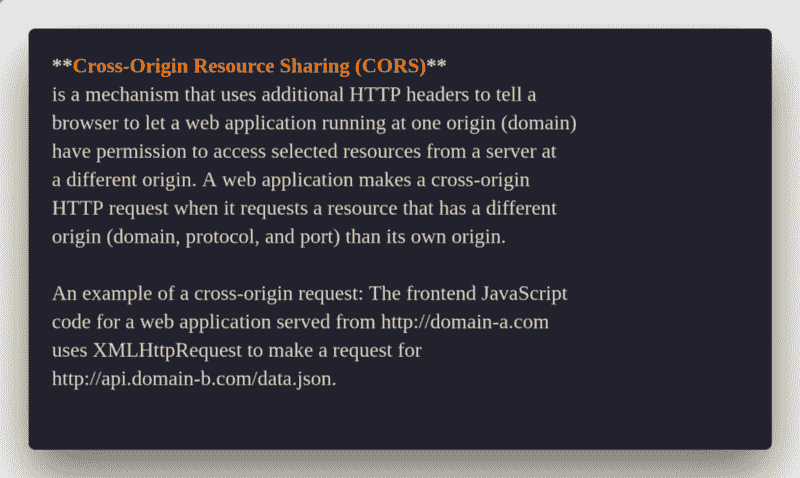 **Cross-Origin Resource Sharing (CORS)**
is a mechanism that uses additional HTTP headers to tell a
browser to let a web application running at one origin (domain)
have permission to access selected resources from a server at
a different origin. A web application makes a cross-origin
HTTP request when it requests a resource that has a different
origin (domain, protocol, and port) than its own origin.

An example of a cross-origin request: The frontend JavaScript
code for a web application served from http://domain-a.com
uses XMLHttpRequest to make a request for
http://api.domain-b.com/data.json.